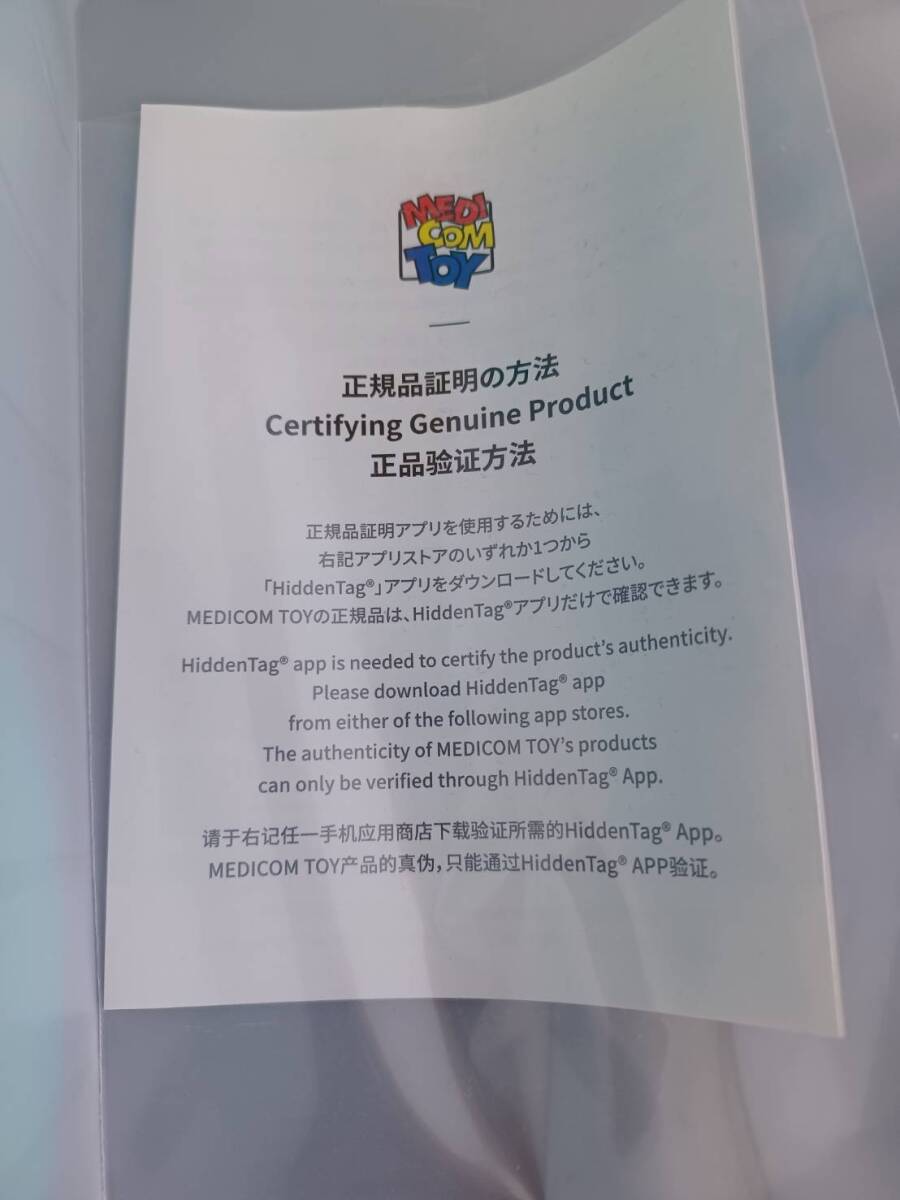 MEDI
COM
TOY
正規品証明の方法
Certifying Genuine Product
正品验证方法
正規品証明アプリを使用するためには、
右記アプリストアのいずれか1つから
「HiddenTag®」アプリをダウンロードしてください。
MEDICOM TOYの正規品は、HiddenTag®アプリだけで確認できます。
HiddenTag® app is needed to certify the product's authenticity.
Please download HiddenTag® app
from either of the following app stores.
The authenticity of MEDICOM TOY's products
can only be verified through HiddenTag® App.
请于右记任一手机应用商店下载验证所需的HiddenTag® App。
MEDICOM TOY产品的真伪，只能通过HiddenTag® APP验证。